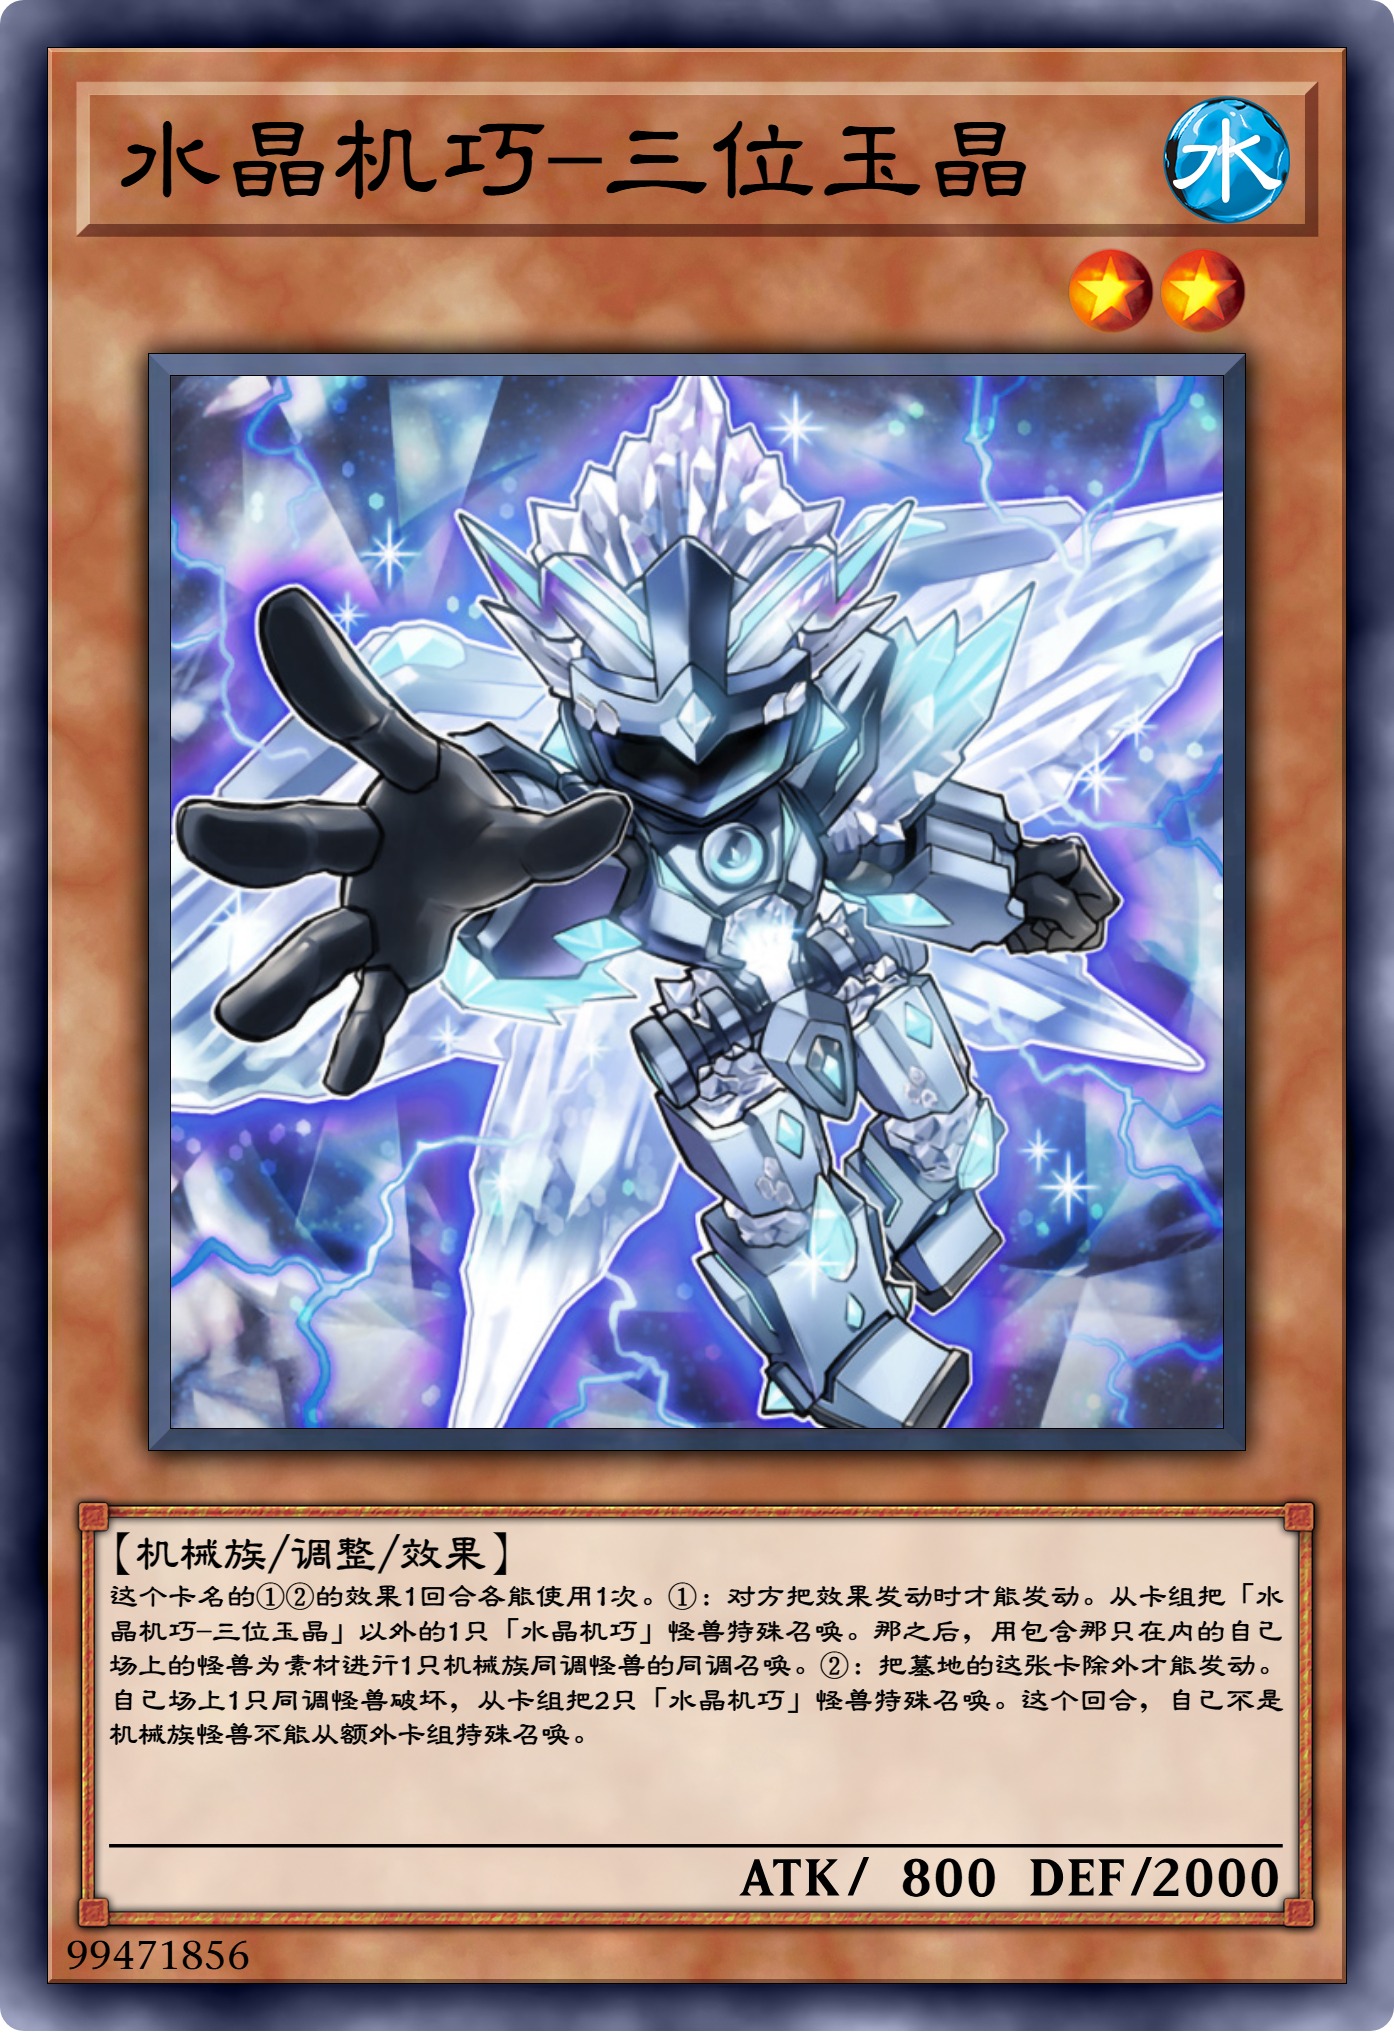 水晶机巧-三位玉晶
水
【机械族/调整/效果】
这个卡名的①②的效果1回合各能使用1次。①：对方把效果发动时才能发动。从卡组把「水
晶机巧-三位玉晶」以外的1只「水晶机巧」怪兽特殊召唤。那之后，用包含那只在内的自己
场上的怪兽为素材进行1只机械族同调怪兽的同调召唤。②：把墓地的这张卡除外才能发动。
自己场上1只同调怪兽破坏，从卡组把2只「水晶机巧」怪兽特殊召唤。这个回合，自己不是
机械族怪兽不能从额外卡组特殊召唤。
ATK/ 800 DEF/2000
99471856